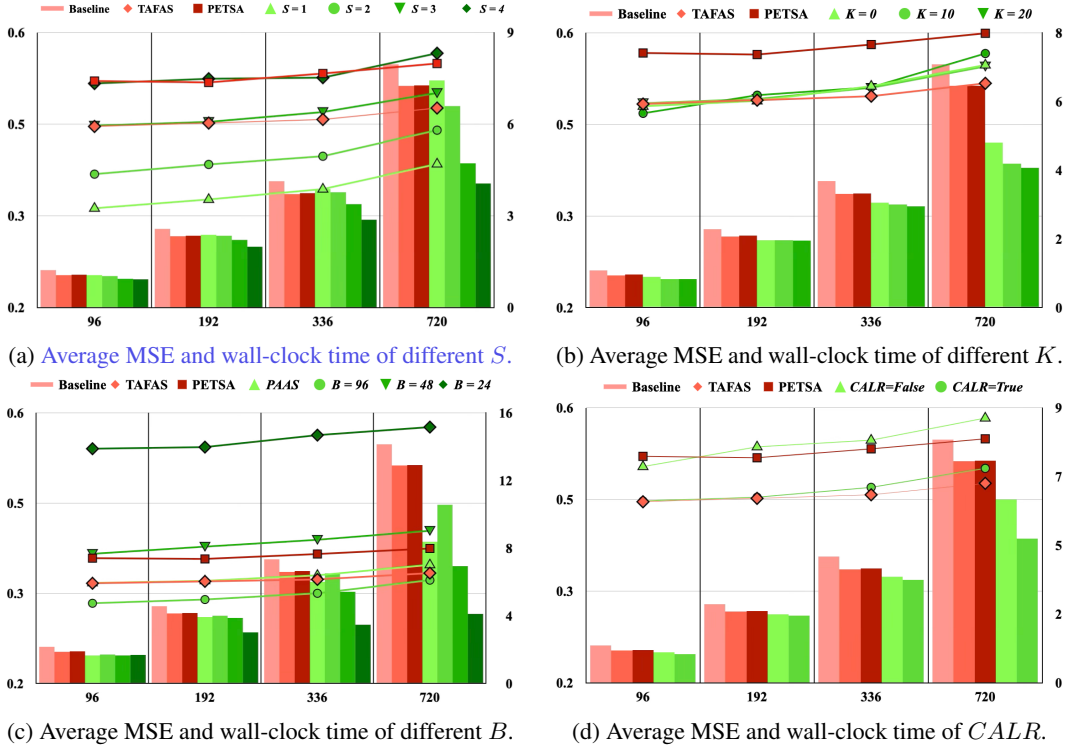 Baseline TAFAS PETSA S = 1 S = 2 S = 3 S = 4
0.6
0.5
0.3
0.2
9
6
3
0
96 192 336 720
(a) Average MSE and wall-clock time of different S.
Baseline TAFAS PETSA K = 0 K = 10 K = 20
0.6
0.5
0.3
0.2
8
6
4
2
0
96 192 336 720
(b) Average MSE and wall-clock time of different K.
Baseline TAFAS PETSA PAAS B = 96 B = 48 B = 24
0.6
0.5
0.3
0.2
16
12
8
4
0
96 192 336 720
(c) Average MSE and wall-clock time of different B.
Baseline TAFAS PETSA CALR=False CALR=True
0.6
0.5
0.3
0.2
9
7
5
2
0
96 192 336 720
(d) Average MSE and wall-clock time of CALR.